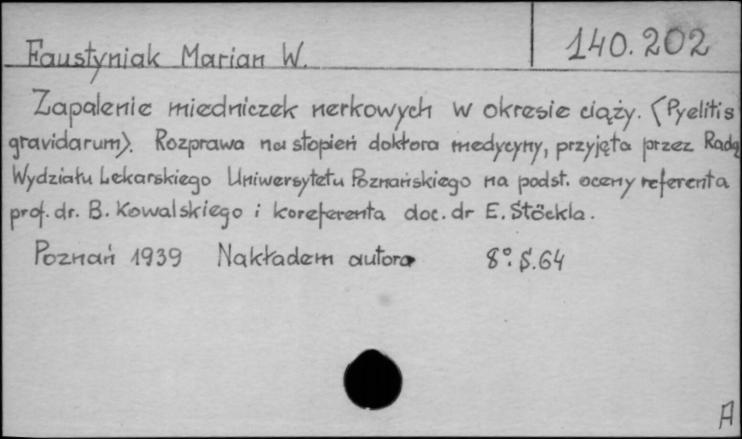 Faustyniak Marian W.
140.202
Zapalenie miedniczek nerkowych w okresie ciąży. (Pyelitis
gravidarum). Rozprawa na stopień doktora medycyny, przyjęta przez Radę
Wydziału Lekarskiego Uniwersytetu Poznańskiego na podst. oceny referenta
prof. dr. B. Kowalskiego i koreferenta doc. dr E. Stöckla.
Poznań 1939 Nakładem autora 8° S.64
A